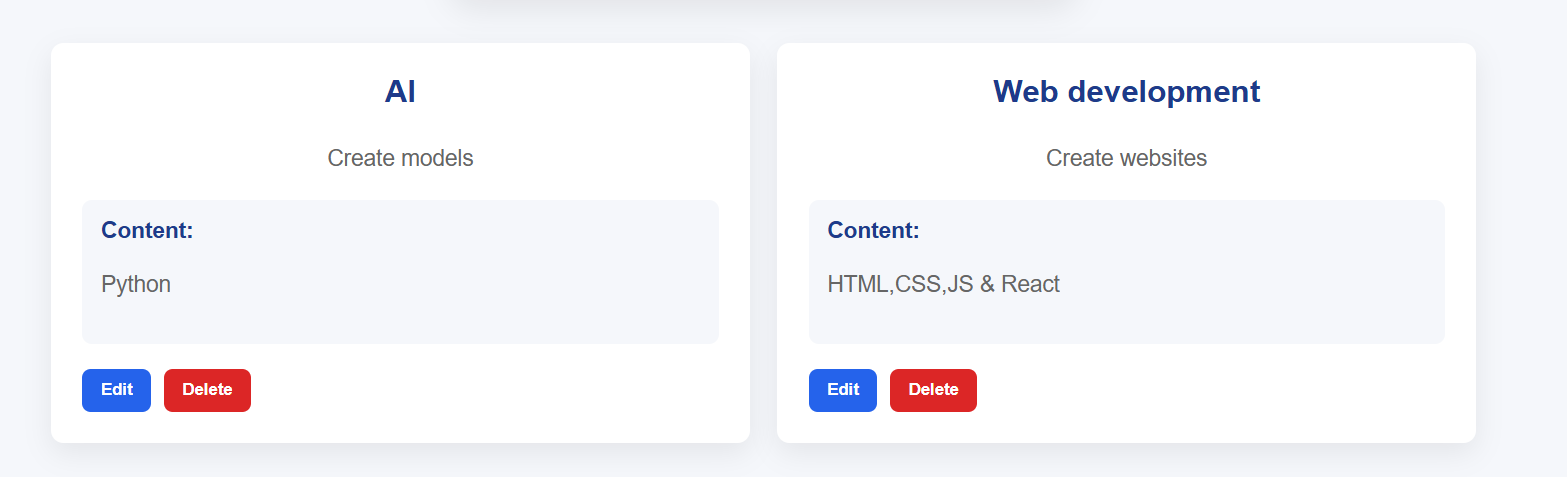 AI
Create models
Content:
Python
Edit
Delete
Web development
Create websites
Content:
HTML,CSS,JS & React
Edit
Delete